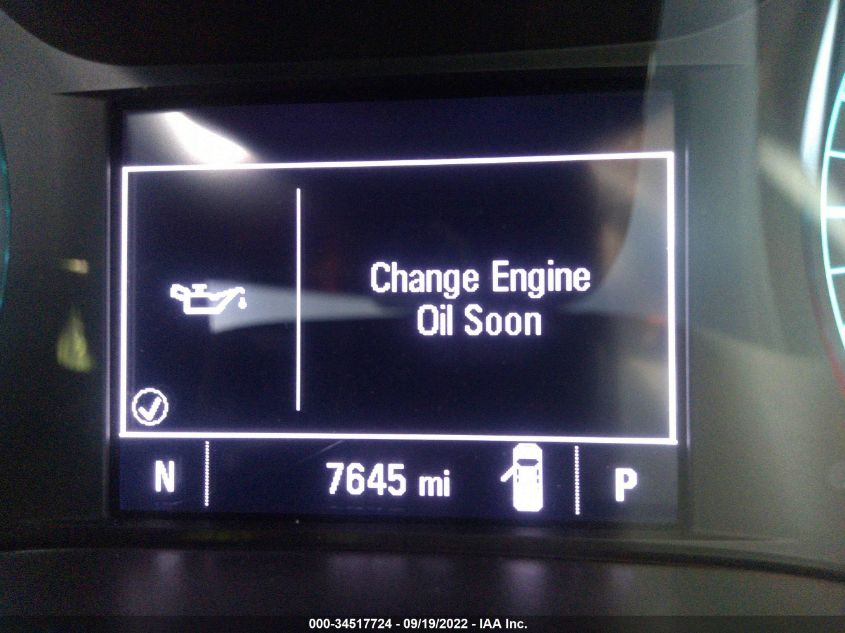 Change Engine
Oil Soon
N 7645 mi P
000-34517724 - 09/19/2022 - IAA Inc.